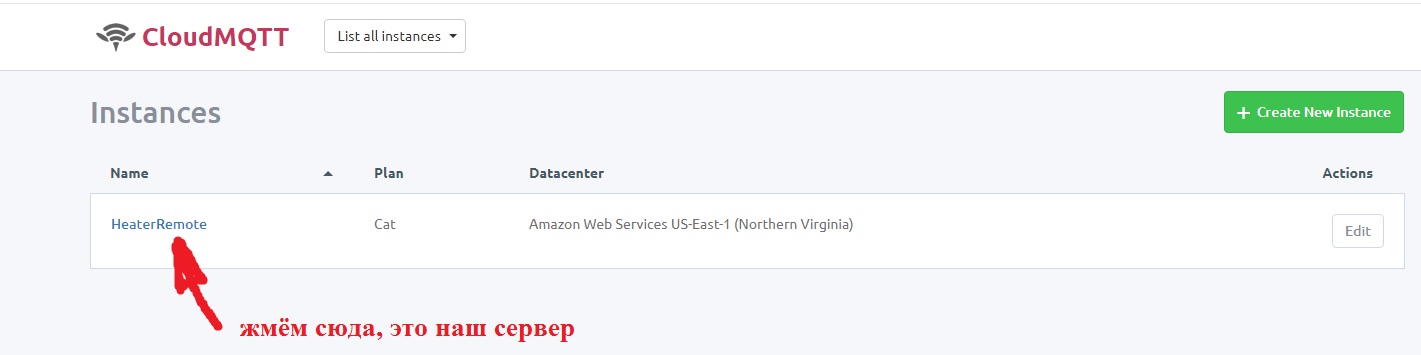 CloudMQTT List all instances
Instances
+ Create New Instance
Name Plan Datacenter Actions
HeaterRemote Cat Amazon Web Services US-East-1 (Northern Virginia) Edit
жмём сюда, это наш сервер